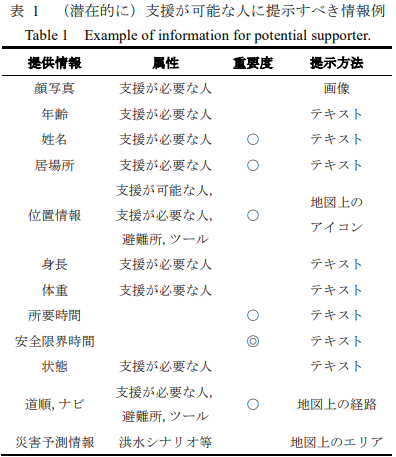 表 1 （潜在的に）支援が可能な人に提示すべき情報例
Table 1 Example of information for potential supporter.
提供情報 属性 重要度 提示方法
顔写真 支援が必要な人 画像
年齢 支援が必要な人 テキスト
姓名 支援が必要な人 ○ テキスト
居場所 支援が必要な人 ○ テキスト
位置情報 支援が可能な人, 支援が必要な人, 避難所, ツール ○ 地図上の アイコン
身長 支援が必要な人 テキスト
体重 支援が必要な人 テキスト
所要時間 ○ テキスト
安全限界時間 ◎ テキスト
状態 支援が必要な人 テキスト
道順, ナビ 支援が必要な人, 避難所, ツール ○ 地図上の経路
災害予測情報 洪水シナリオ等 地図上のエリア